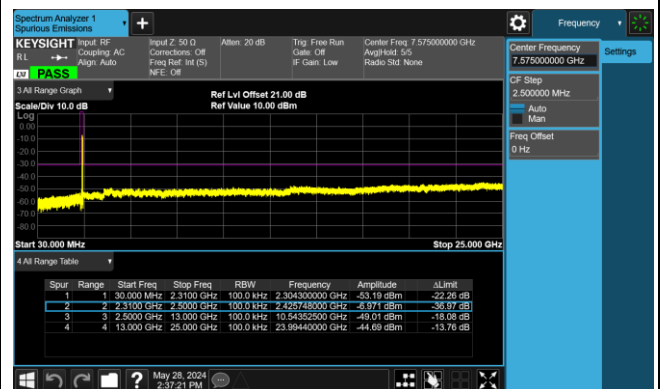 Spectrum Analyzer 1
Spurious Emissions
Frequency
KEYSIGHT
Input: RF
Coupling: AC
Align: Auto
Input Z: 50 Ω
Corrections: Off
Freq Ref: Int (S)
NFE: Off
Atten: 20 dB
Trig: Free Run
Gate: Off
IF Gain: Low
Center Freq: 7.575000000 GHz
Avg|Hold: 5/5
Radio Std: None
RL
LXI PASS
3 All Range Graph
Scale/Div 10.0 dB
Ref Lvl Offset 21.00 dB
Ref Value 10.00 dBm
Log
0.00
-10.0
-20.0
-30.0
-40.0
-50.0
-60.0
-70.0
-80.0
Start 30.000 MHz
Stop 25.000 GHz
4 All Range Table
Spur Range Start Freq Stop Freq RBW Frequency Amplitude ΔLimit
1 1 30.000 MHz 2.3100 GHz 100.0 kHz 2.304300000 GHz -53.19 dBm -22.26 dB
2 2 2.3100 GHz 2.5000 GHz 100.0 kHz 2.425748000 GHz -6.971 dBm -36.97 dB
3 3 2.5000 GHz 13.000 GHz 100.0 kHz 10.54352500 GHz -49.01 dBm -18.08 dB
4 4 13.000 GHz 25.000 GHz 100.0 kHz 23.99440000 GHz -44.69 dBm -13.76 dB
Center Frequency
7.575000000 GHz
Settings
CF Step
2.500000 MHz
Auto
Man
Freq Offset
0 Hz
?
May 28, 2024
2:37:21 PM